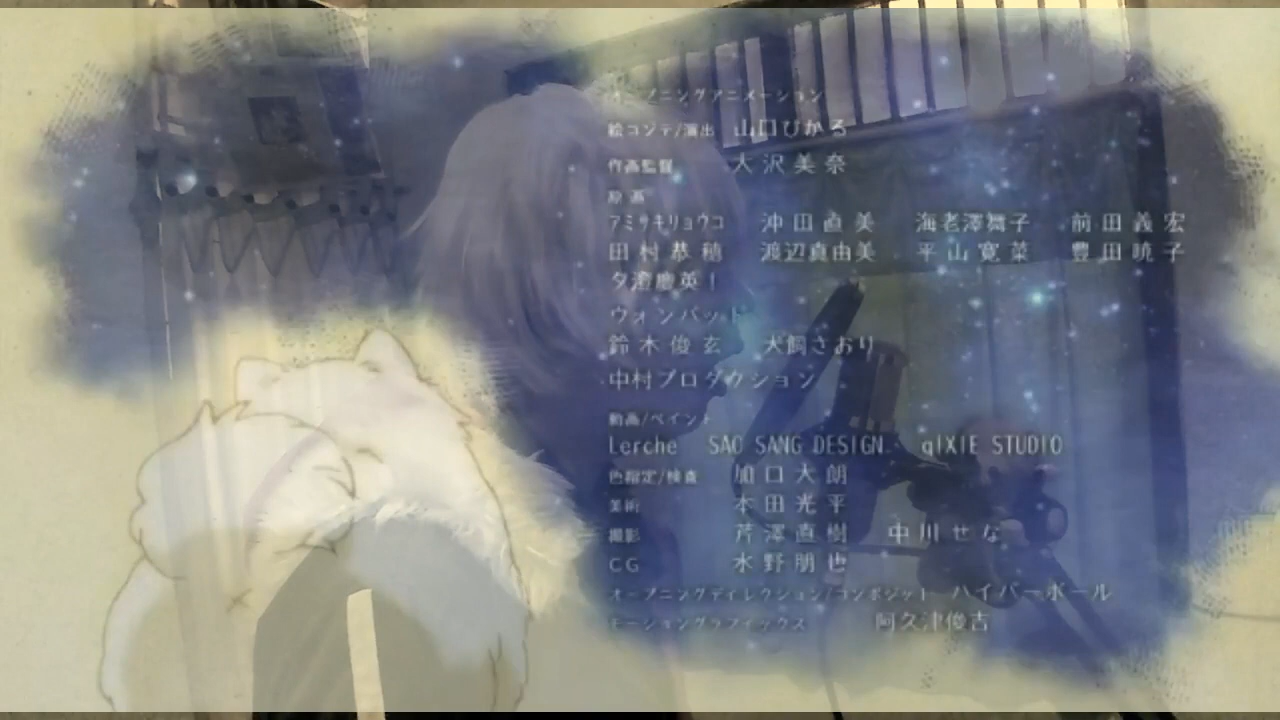 オープニングアニメーション
絵コンテ/演出 山口ひかる
作画監督 大沢美奈
原画
アミサキリョウコ 沖田直美 海老澤舞子 前田義宏
田村恭穂 渡辺真由美 平山寛菜 豊田暁子
夕澄慶英!
ウォンバット
鈴木俊玄 犬飼さおり
中村プロダクション
動画/ペイント
Lerche SAO SANG DESIGN qIXIE STUDIO
色指定/検査 加口大朗
美術 本田光平
撮影 芹澤直樹 中川せな
CG 水野朋也
オープニングディレクション/コンポジット ハイパーボール
モーショングラフィックス 阿久津俊吉